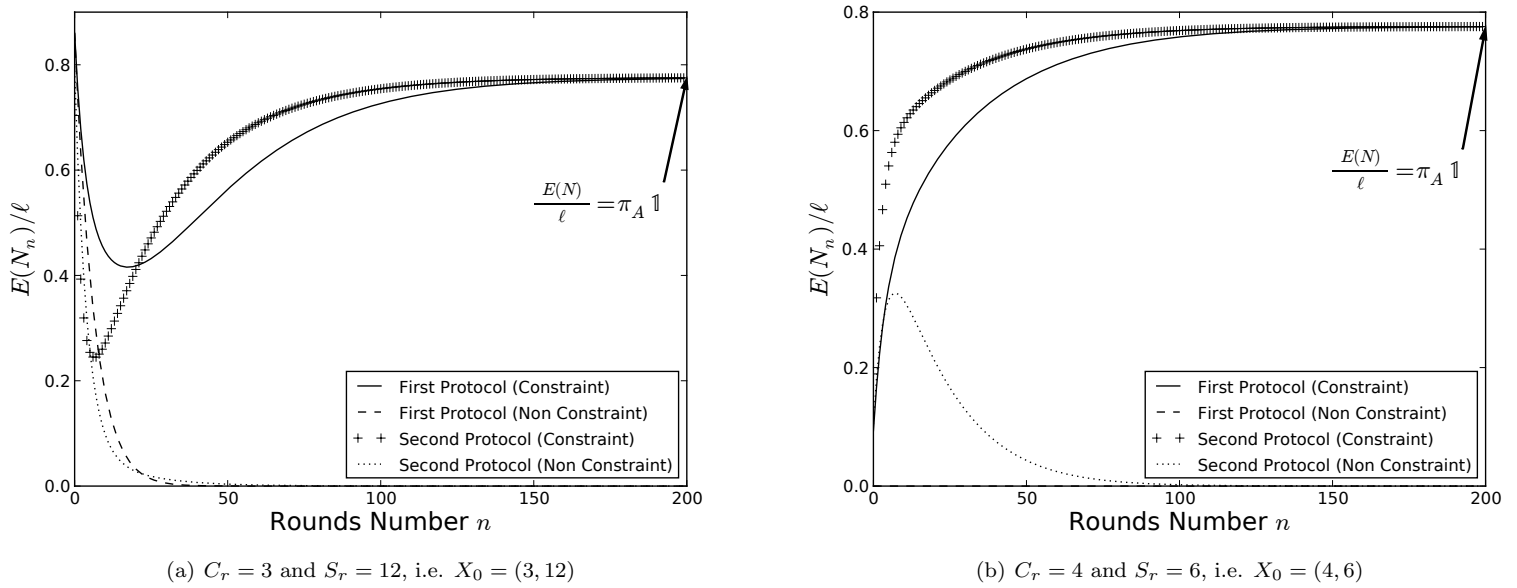 0.8
0.6
0.4
0.2
0.0
0
50
100
150
200
E(N_n)/ℓ
Rounds Number n
E(N)/ℓ = π_A 𝟙
First Protocol (Constraint)
First Protocol (Non Constraint)
Second Protocol (Constraint)
Second Protocol (Non Constraint)
(a) C_r = 3 and S_r = 12, i.e. X_0 = (3, 12)
0.8
0.6
0.4
0.2
0.0
0
50
100
150
200
E(N_n)/ℓ
Rounds Number n
E(N)/ℓ = π_A 𝟙
First Protocol (Constraint)
First Protocol (Non Constraint)
Second Protocol (Constraint)
Second Protocol (Non Constraint)
(b) C_r = 4 and S_r = 6, i.e. X_0 = (4, 6)